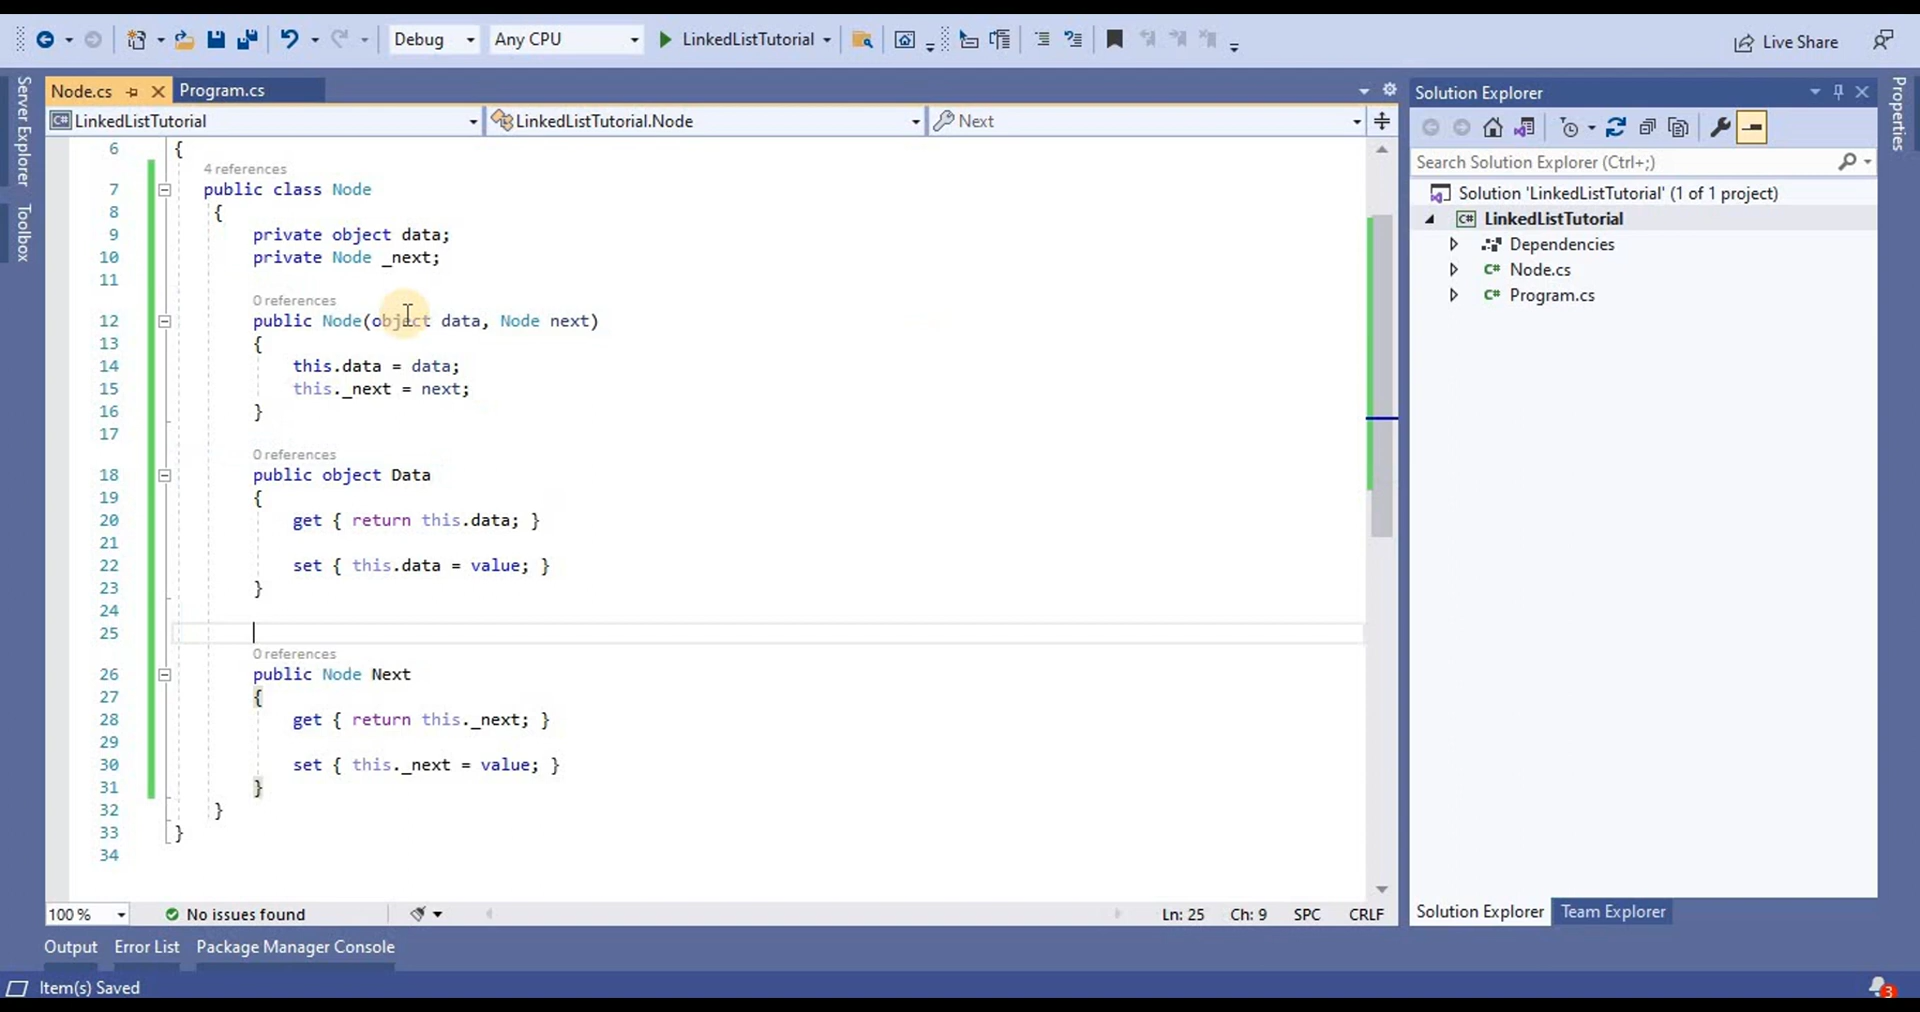 Debug Any CPU LinkedListTutorial Live Share
Server Explorer
Toolbox
Node.cs Program.cs
LinkedListTutorial LinkedListTutorial.Node Next
6 {
4 references
7 public class Node
8 {
9 private object data;
10 private Node _next;
11
0 references
12 public Node(object data, Node next)
13 {
14 this.data = data;
15 this._next = next;
16 }
17
0 references
18 public object Data
19 {
20 get { return this.data; }
21
22 set { this.data = value; }
23 }
24
25
0 references
26 public Node Next
27 {
28 get { return this._next; }
29
30 set { this._next = value; }
31 }
32 }
33 }
34
100 % No issues found Ln: 25 Ch: 9 SPC CRLF
Solution Explorer
Search Solution Explorer (Ctrl+;)
Solution 'LinkedListTutorial' (1 of 1 project)
C# LinkedListTutorial
Dependencies
C# Node.cs
C# Program.cs
Solution Explorer Team Explorer
Properties
Output Error List Package Manager Console
Item(s) Saved 3